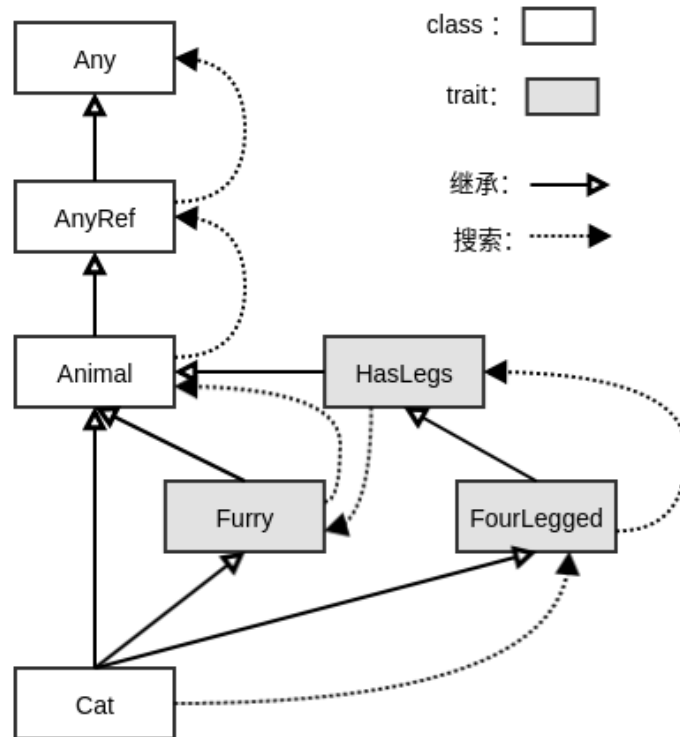 class：
Any
trait：
继承：
AnyRef
搜索：
Animal
HasLegs
Furry
FourLegged
Cat